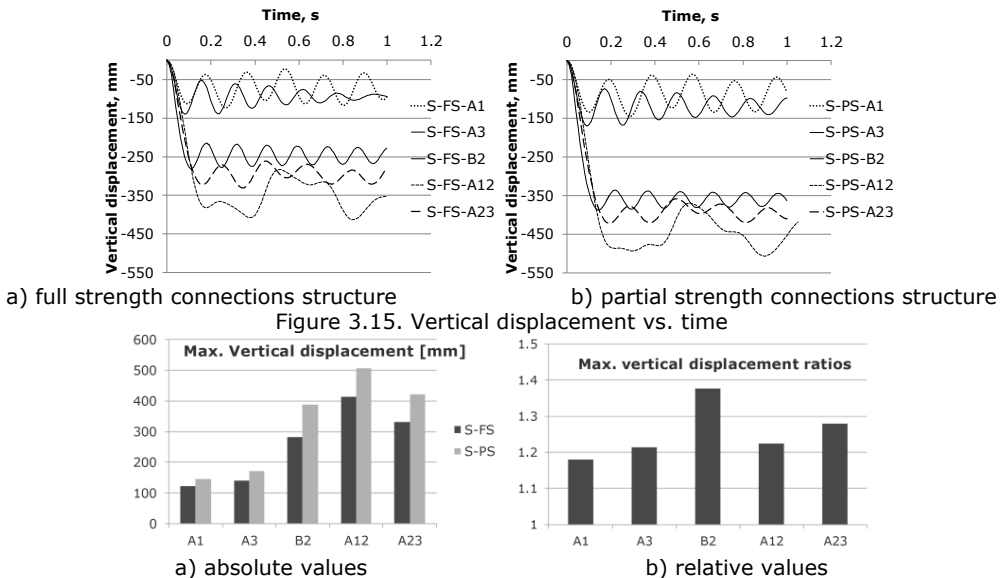 Time, s
0 0.2 0.4 0.6 0.8 1 1.2
-50
-150
-250
-350
-450
-550
Vertical displacement, mm
S-FS-A1
S-FS-A3
S-FS-B2
S-FS-A12
S-FS-A23
a) full strength connections structure
Time, s
0 0.2 0.4 0.6 0.8 1 1.2
-50
-150
-250
-350
-450
-550
Vertical displacement, mm
S-PS-A1
S-PS-A3
S-PS-B2
S-PS-A12
S-PS-A23
b) partial strength connections structure
Figure 3.15. Vertical displacement vs. time
Max. Vertical displacement [mm]
600
500
400
300
200
100
0
A1 A3 B2 A12 A23
S-FS
S-PS
a) absolute values
Max. vertical displacement ratios
1.5
1.4
1.3
1.2
1.1
1
A1 A3 B2 A12 A23
b) relative values